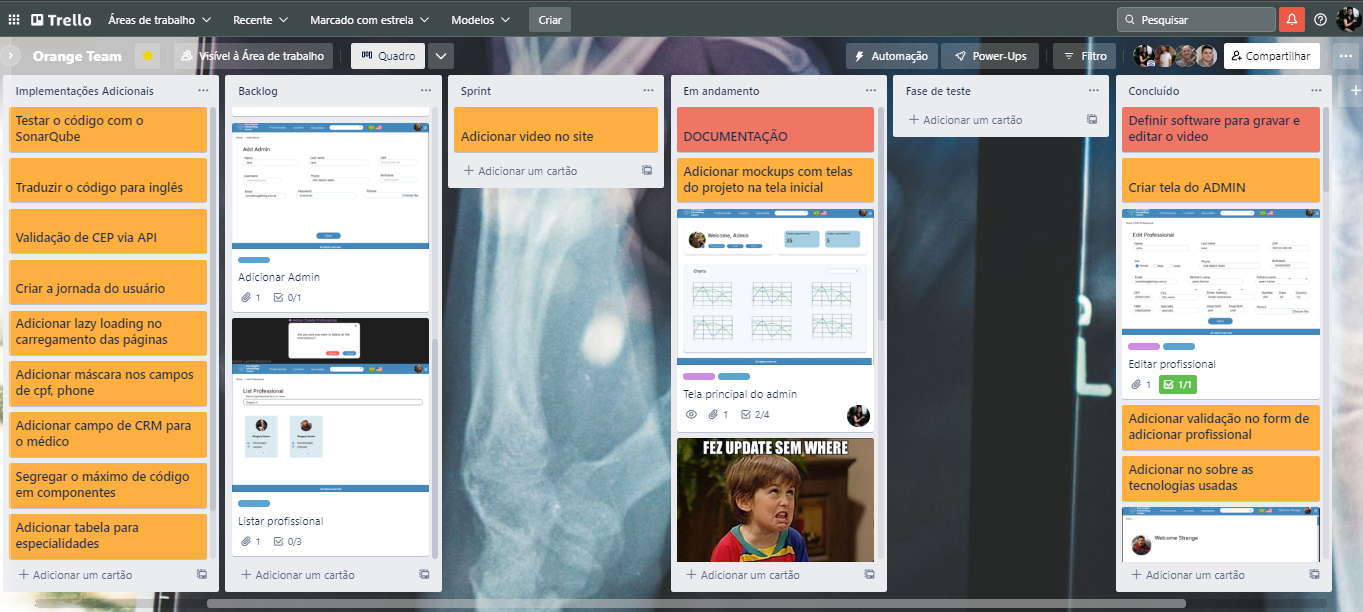 Trello
Áreas de trabalho
Recente
Marcado com estrela
Modelos
Criar
Pesquisar
Orange Team
Visível à Área de trabalho
Quadro
Automação
Power-Ups
Filtro
Compartilhar
Implementações Adicionais
Testar o código com o
SonarQube
Traduzir o código para inglês
Validação de CEP via API
Criar a jornada do usuário
Adicionar lazy loading no
carregamento das páginas
Adicionar máscara nos campos
de cpf, phone
Adicionar campo de CRM para
o médico
Segregar o máximo de código
em componentes
Adicionar tabela para
especialidades
Adicionar um cartão
Backlog
Add Admin
Adicionar Admin
1 0/1
List Professional
Listar profissional
1 0/3
Adicionar um cartão
Sprint
Adicionar video no site
Adicionar um cartão
Em andamento
DOCUMENTAÇÃO
Adicionar mockups com telas
do projeto na tela inicial
Welcome, Admin
35
5
Charts
Tela principal do admin
1 2/4
FEZ UPDATE SEM WHERE
Adicionar um cartão
Fase de teste
Adicionar um cartão
Concluído
Definir software para gravar e
editar o video
Criar tela do ADMIN
Edit Professional
Editar profissional
1 1/1
Adicionar validação no form de
adicionar profissional
Adicionar no sobre as
tecnologias usadas
Welcome Strange
Adicionar um cartão